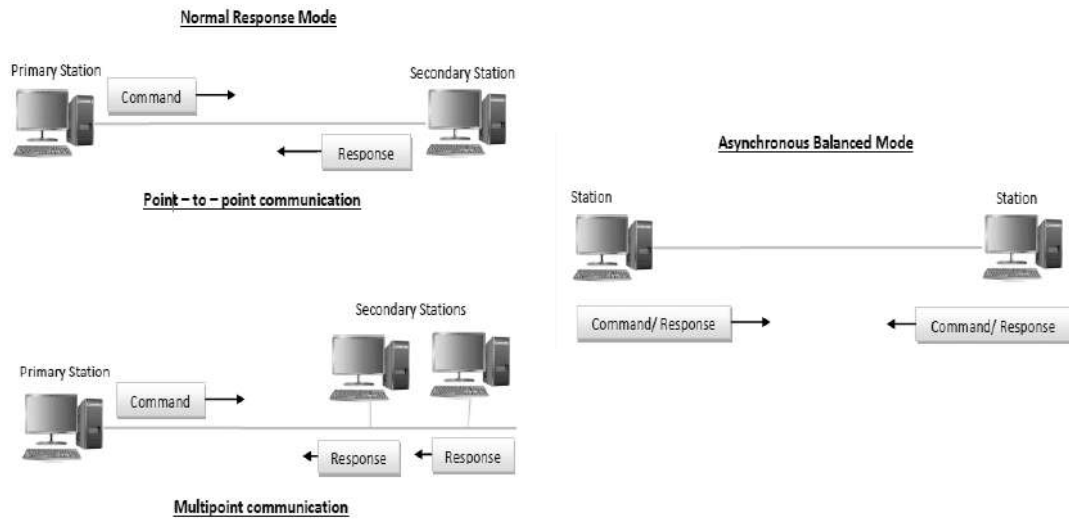 Normal Response Mode
Primary Station
Secondary Station
Command
Response
Point – to – point communication
Secondary Stations
Primary Station
Command
Response
Response
Multipoint communication
Asynchronous Balanced Mode
Station
Station
Command/ Response
Command/ Response